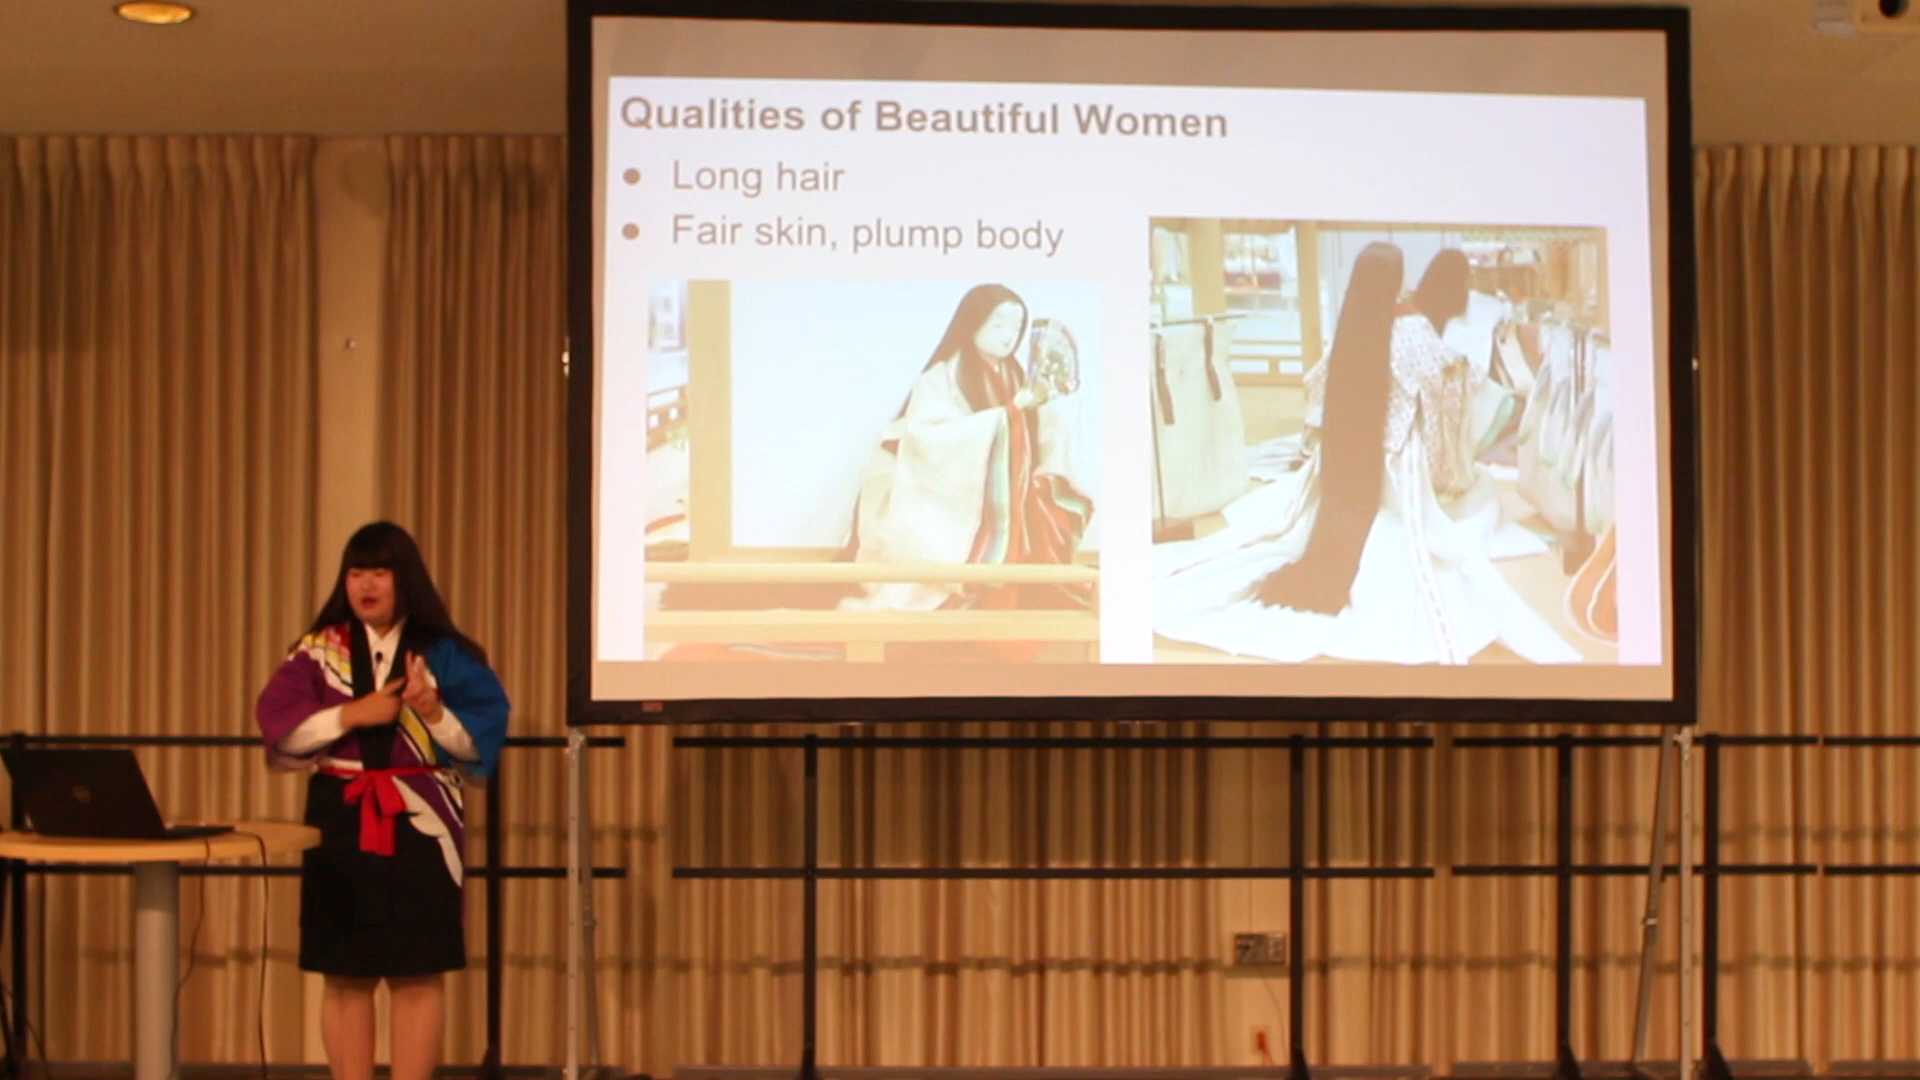 Qualities of Beautiful Women
● Long hair
● Fair skin, plump body